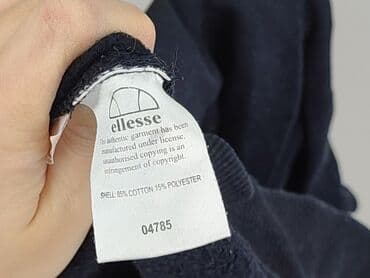 ellesse
This authentic garment has been
manufactured under license.
unauthorised copying is an
infringement of copyright.
SHELL: 85% COTTON 15% POLYESTER
04785